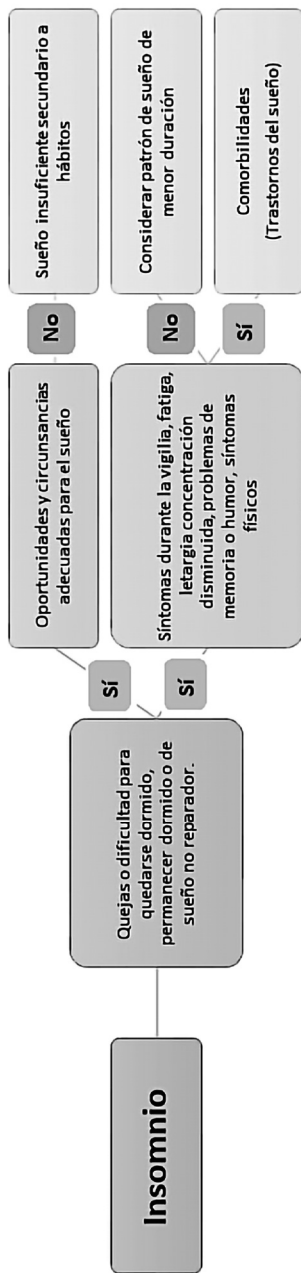 Insomnio
Quejas o dificultad para
quedarse dormido,
permanecer dormido o de
sueño no reparador.
Sí
Oportunidades y circunsancias
adecuadas para el sueño
No
Sueño insuficiente secundario a
hábitos
Sí
Síntomas durante la vigilia, fatiga,
letargia concentración
disminuida, problemas de
memoria o humor, síntomas
físicos
No
Considerar patrón de sueño de
menor duración
Sí
Comorbilidades
(Trastornos del sueño)